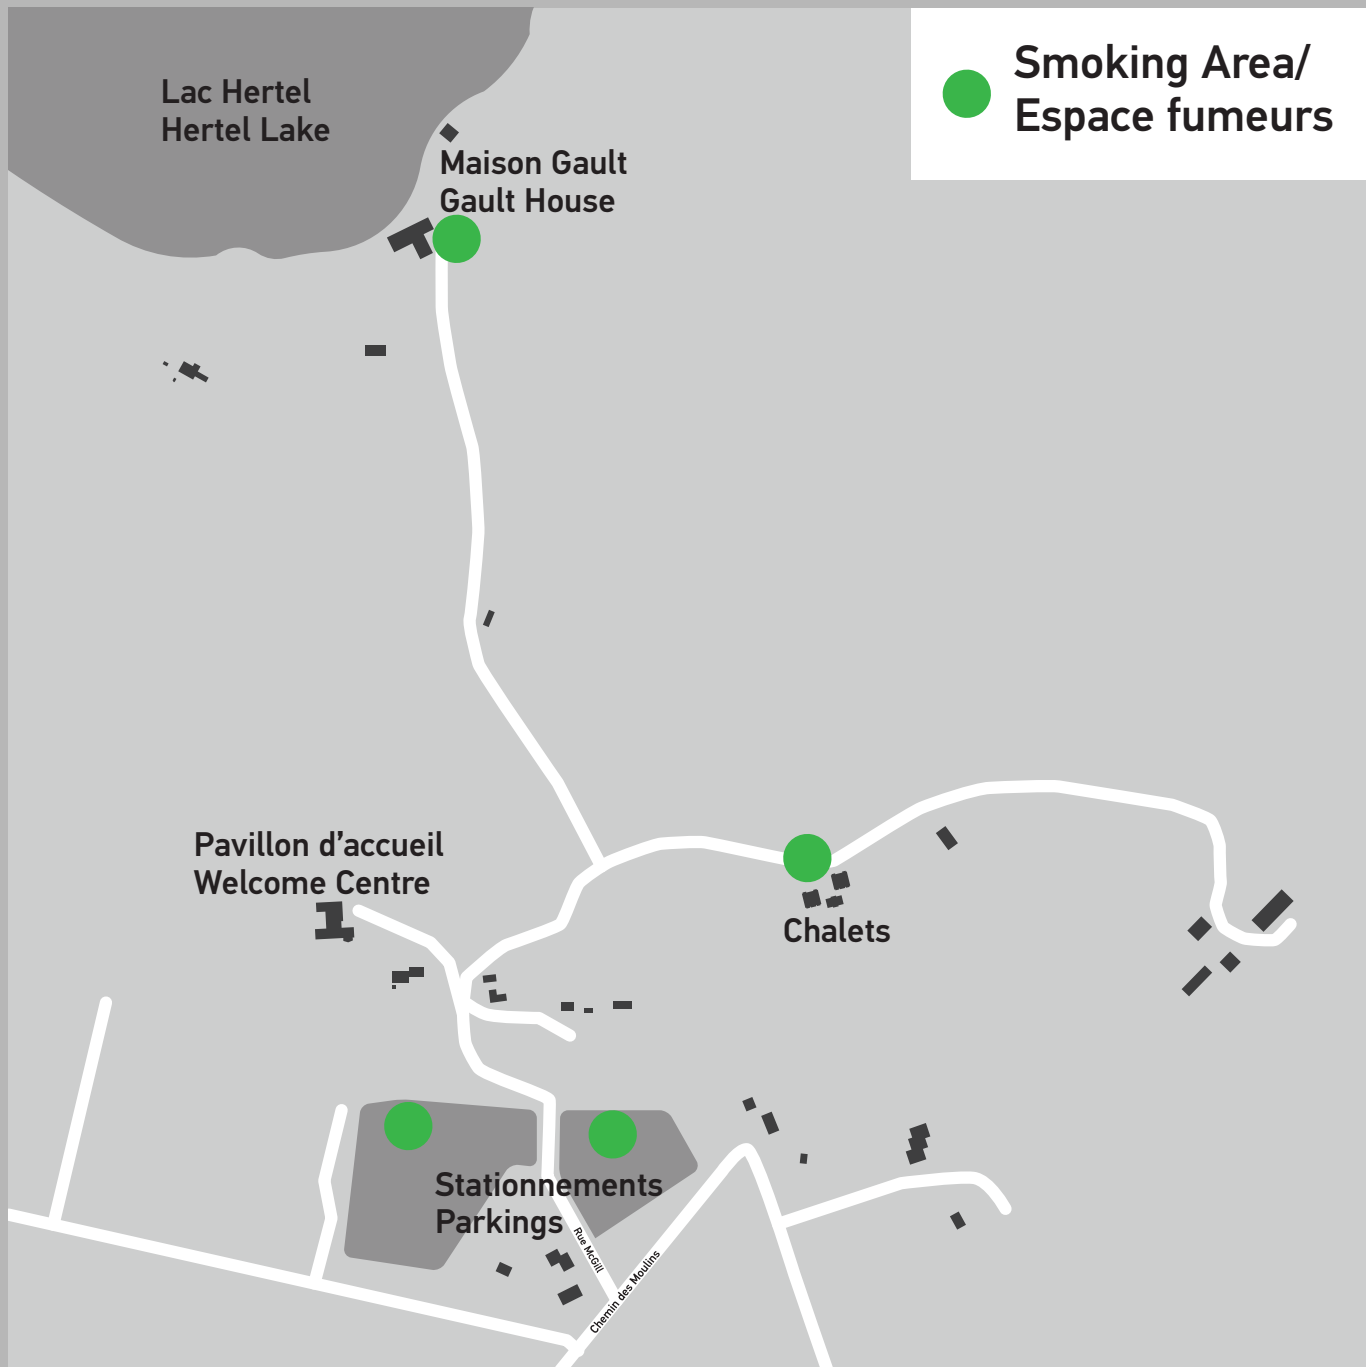 Smoking Area/
Espace fumeurs
Lac Hertel
Hertel Lake
Maison Gault
Gault House
Pavillon d’accueil
Welcome Centre
Chalets
Stationnements
Parkings
Rue McGill
Chemin des Moulins